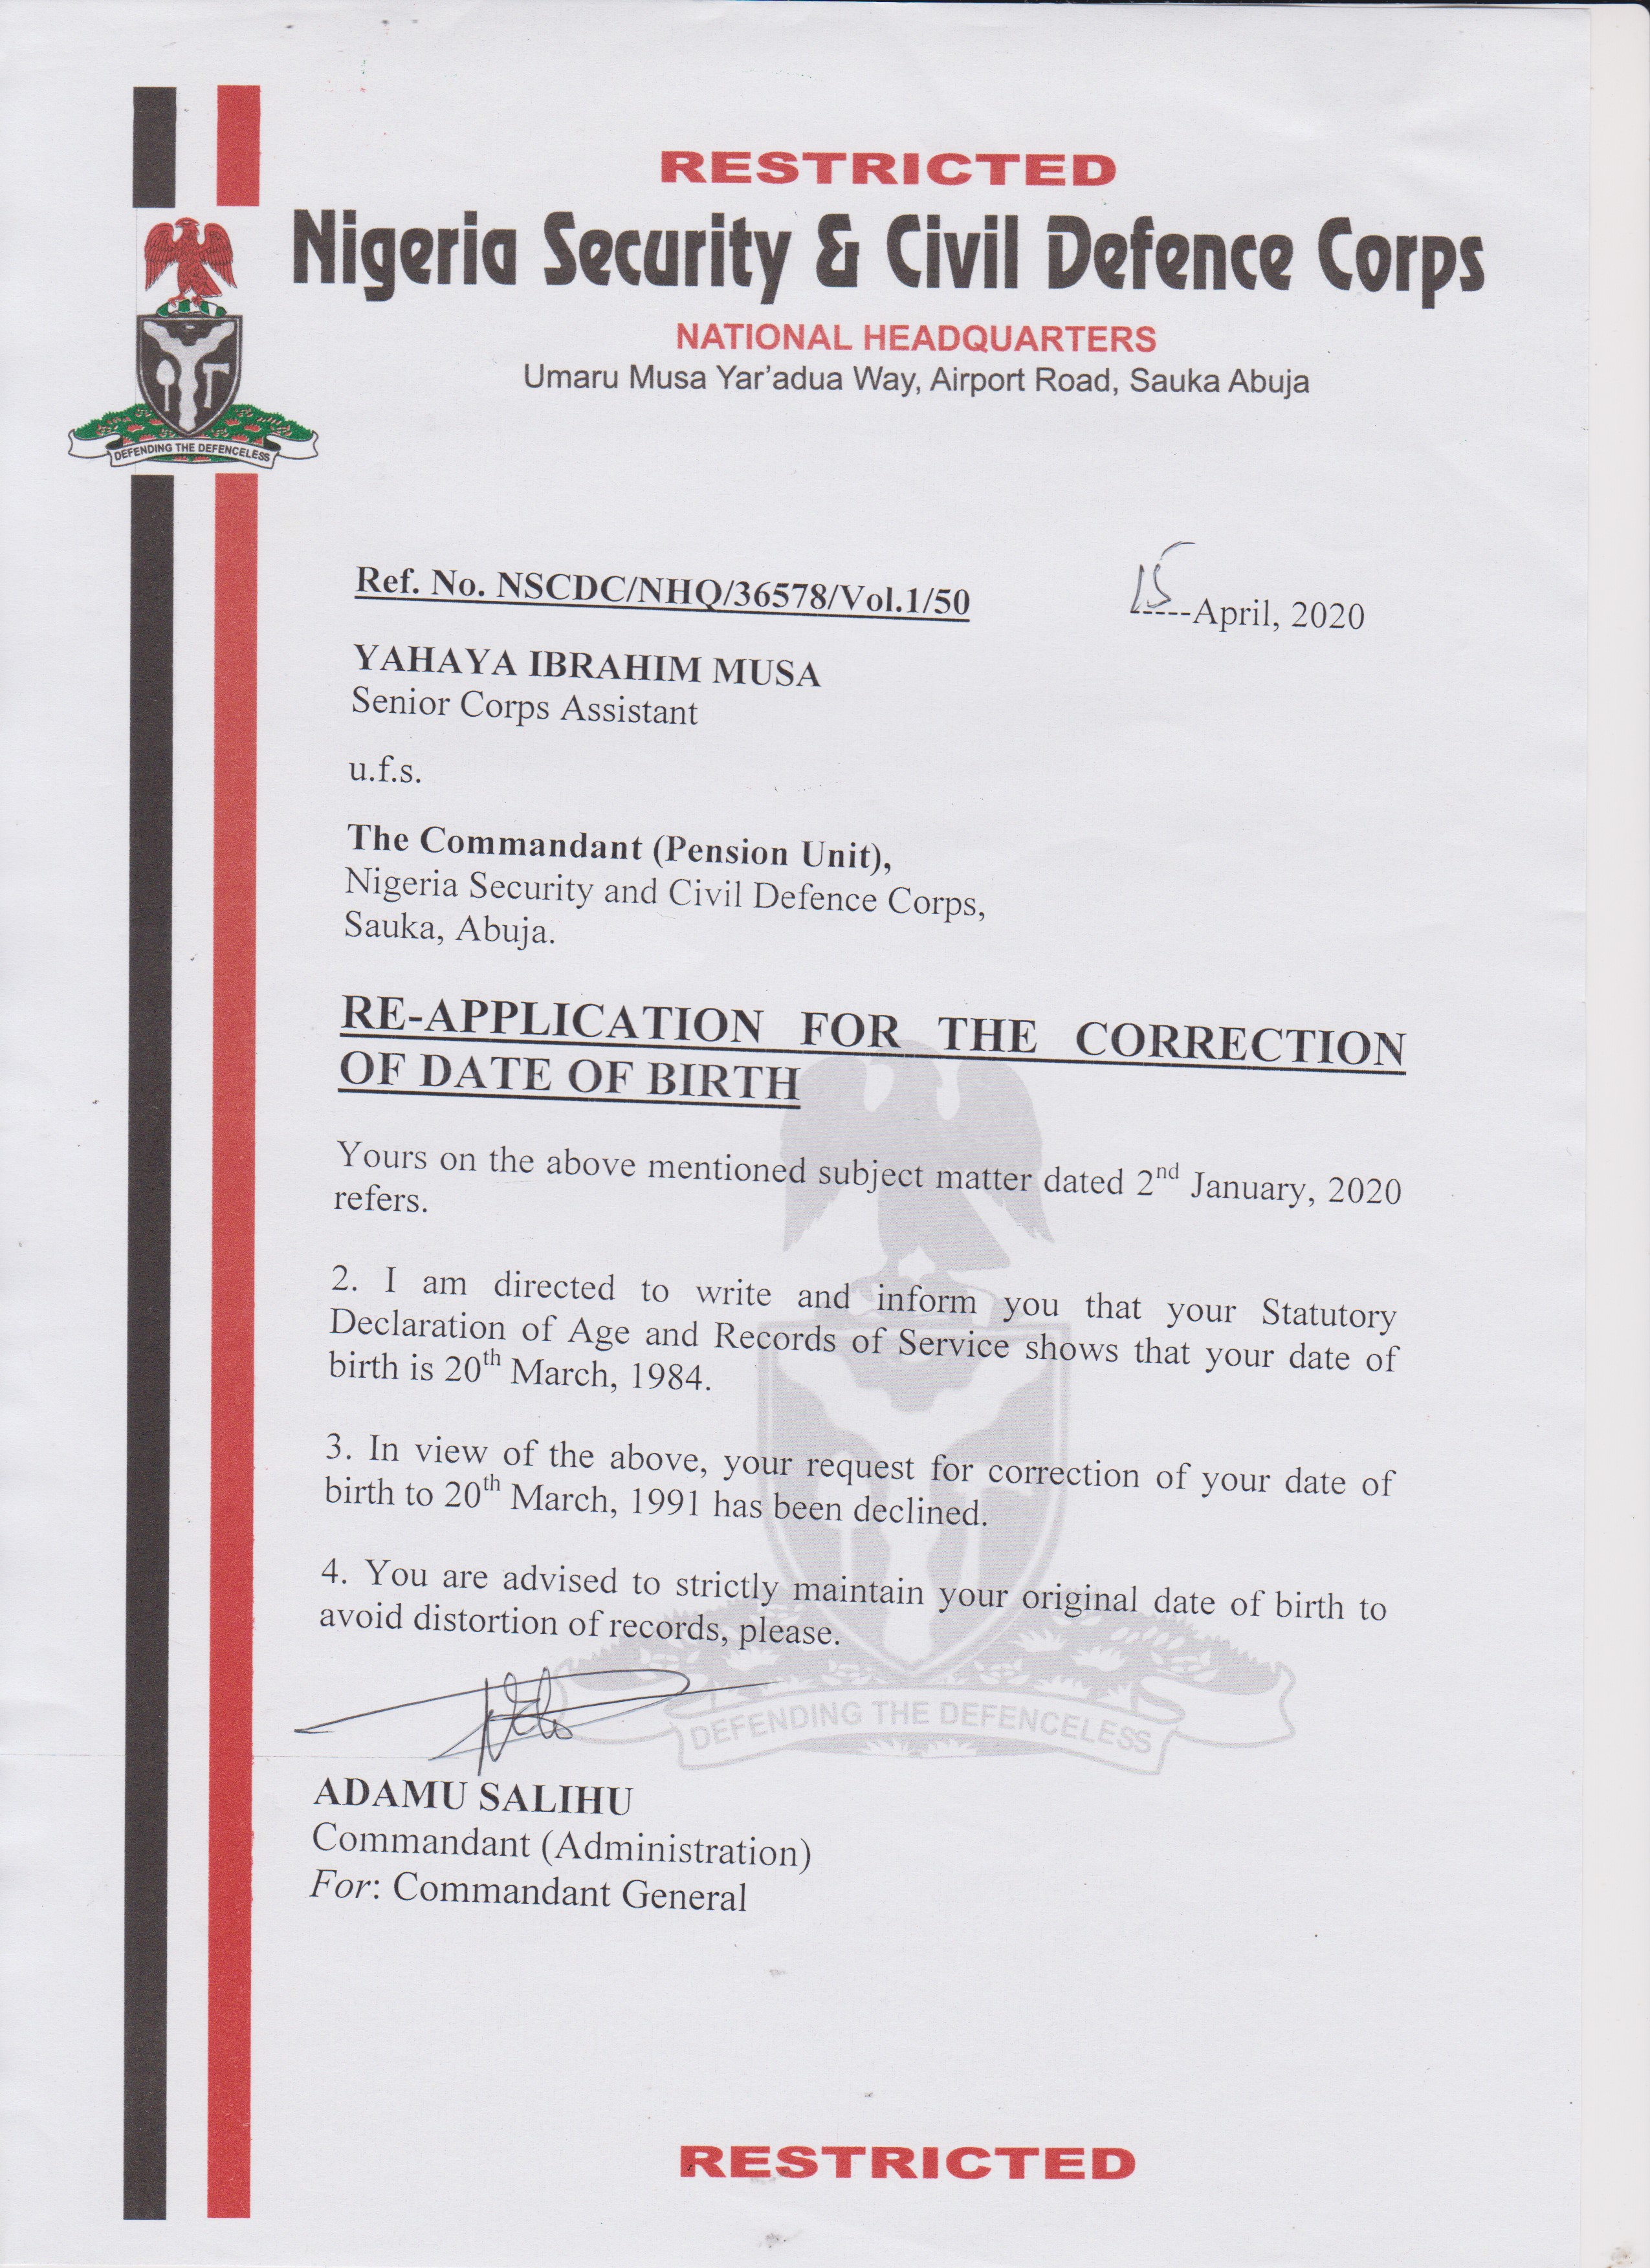 RESTRICTED
Nigeria Security & Civil Defence Corps
NATIONAL HEADQUARTERS
Umaru Musa Yar'adua Way, Airport Road, Sauka Abuja
DEFENDING THE DEFENCELESS
Ref. No. NSCDC/NHQ/36578/Vol.1/50
15-----April, 2020
YAHAYA IBRAHIM MUSA
Senior Corps Assistant
u.f.s.
The Commandant (Pension Unit),
Nigeria Security and Civil Defence Corps,
Sauka, Abuja.
RE-APPLICATION FOR THE CORRECTION
OF DATE OF BIRTH
Yours on the above mentioned subject matter dated 2nd January, 2020
refers.
2. I am directed to write and inform you that your Statutory
Declaration of Age and Records of Service shows that your date of
birth is 20th March, 1984.
3. In view of the above, your request for correction of your date of
birth to 20th March, 1991 has been declined.
4. You are advised to strictly maintain your original date of birth to
avoid distortion of records, please.
DEFENDING THE DEFENCELESS
ADAMU SALIHU
Commandant (Administration)
For: Commandant General
RESTRICTED